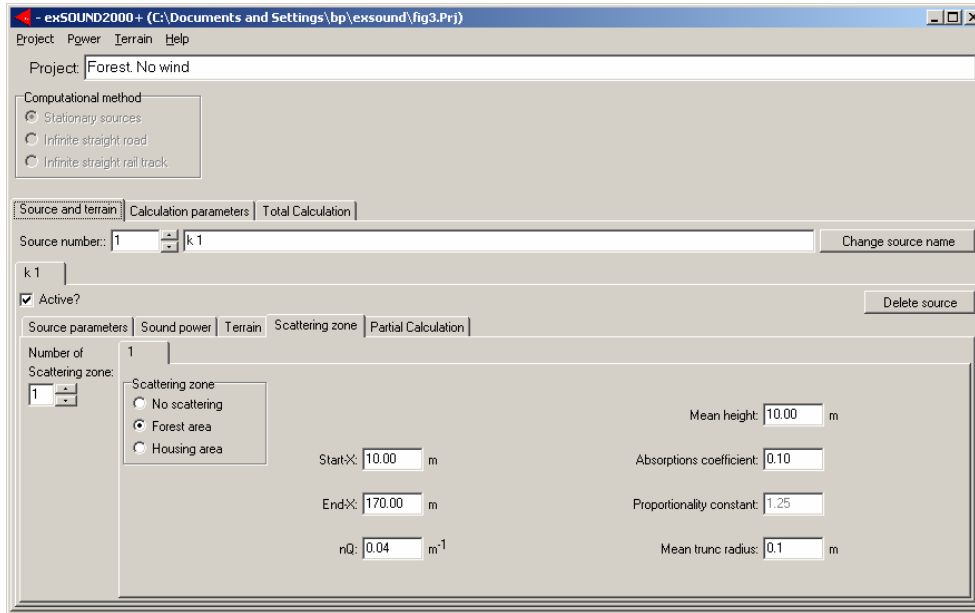 - exSOUND2000+ (C:\Documents and Settings\bp\exsound\fig3.Prj)
Project Power Terrain Help
Project: Forest. No wind
Computational method
Stationary sources
Infinite straight road
Infinite straight rail track
Source and terrain Calculation parameters Total Calculation
Source number:: 1 k 1 Change source name
k 1
Active? Delete source
Source parameters Sound power Terrain Scattering zone Partial Calculation
Number of Scattering zone: 1
1
Scattering zone
No scattering
Forest area
Housing area
Mean height: 10.00 m
Start-X: 10.00 m Absorptions coefficient: 0.10
End-X: 170.00 m Proportionality constant: 1.25
nQ: 0.04 m-1 Mean trunc radius: 0.1 m